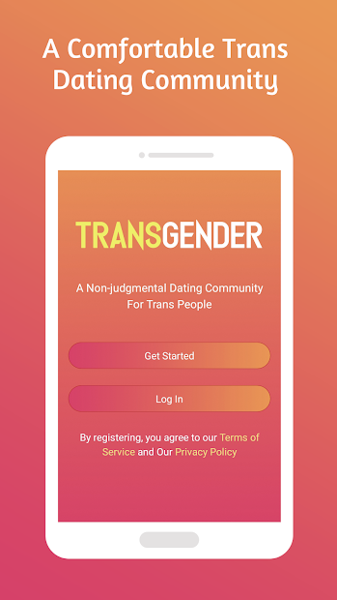 A Comfortable Trans
Dating Community
TRANSGENDER
A Non-judgmental Dating Community
For Trans People
Get Started
Log In
By registering, you agree to our Terms of
Service and Our Privacy Policy